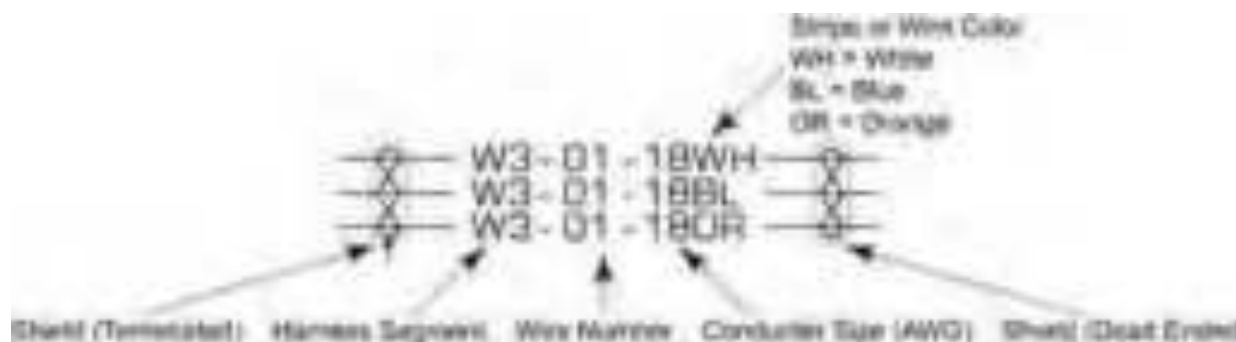 Stripe or Wire Color
WH = White
BL = Blue
OR = Orange
W3-01-18WH
W3-01-18BL
W3-01-18OR
Shield (Terminated) Harness Segment Wire Number Conductor Size (AWG) Shield (Dead Ended)